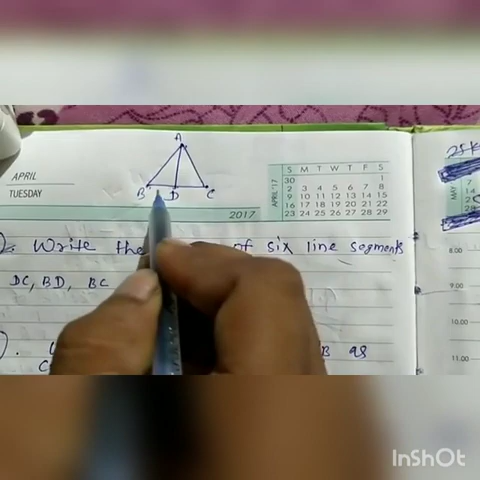 A
B D C
APRIL
TUESDAY
2017
APRIL'17
S M T W T F S
30 1
2 3 4 5 6 7 8
9 10 11 12 13 14 15
16 17 18 19 20 21 22
23 24 25 26 27 28 29
MAY
Write the of six line segments
DC, BD, BC
8.00
9.00
10.00
11.00
as
InShOt